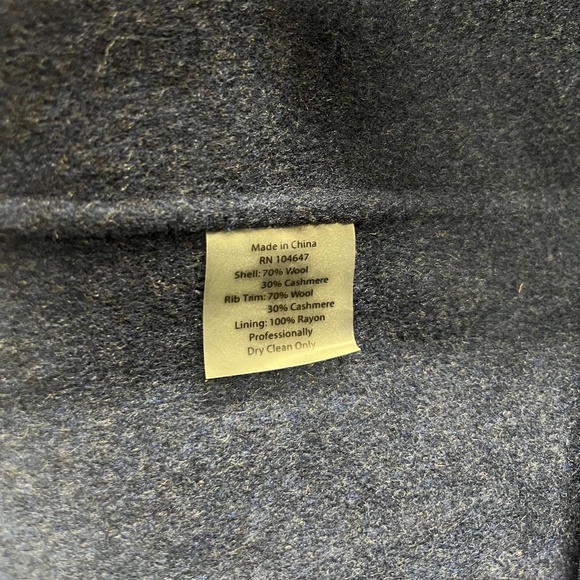 Made in China
RN 104647
Shell: 70% Wool
30% Cashmere
Rib Trim: 70% Wool
30% Cashmere
Lining: 100% Rayon
Professionally
Dry Clean Only